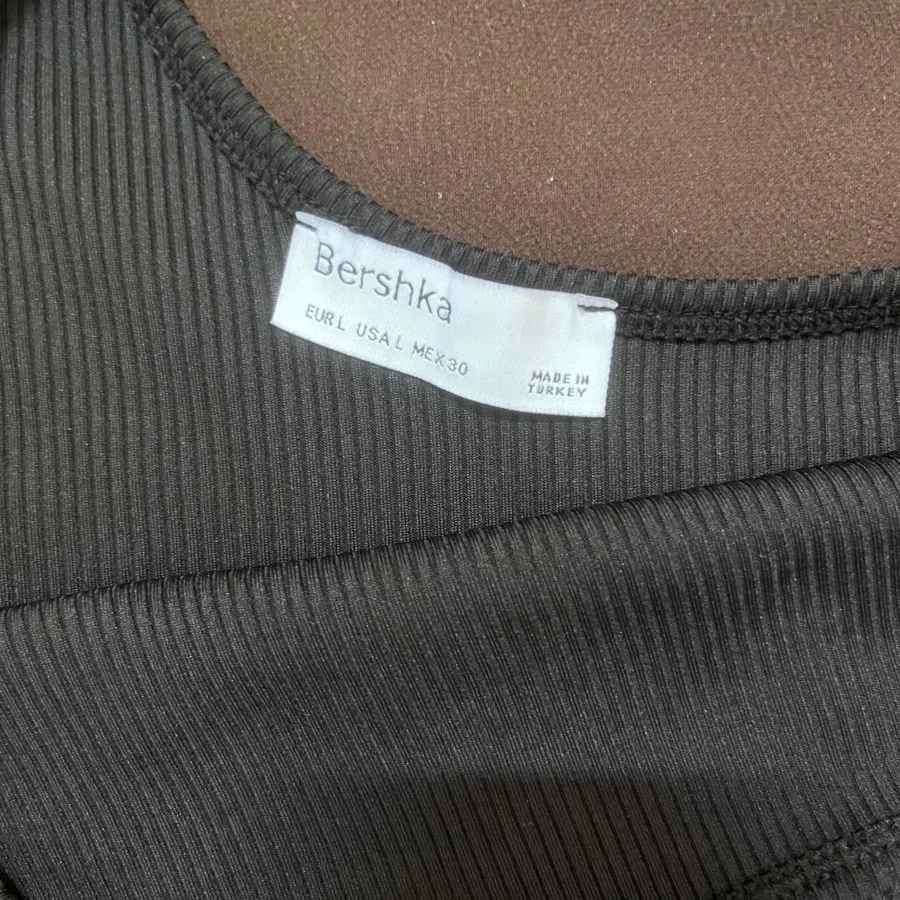 Bershka
EUR L USA L MEX 30
MADE IN
TURKEY